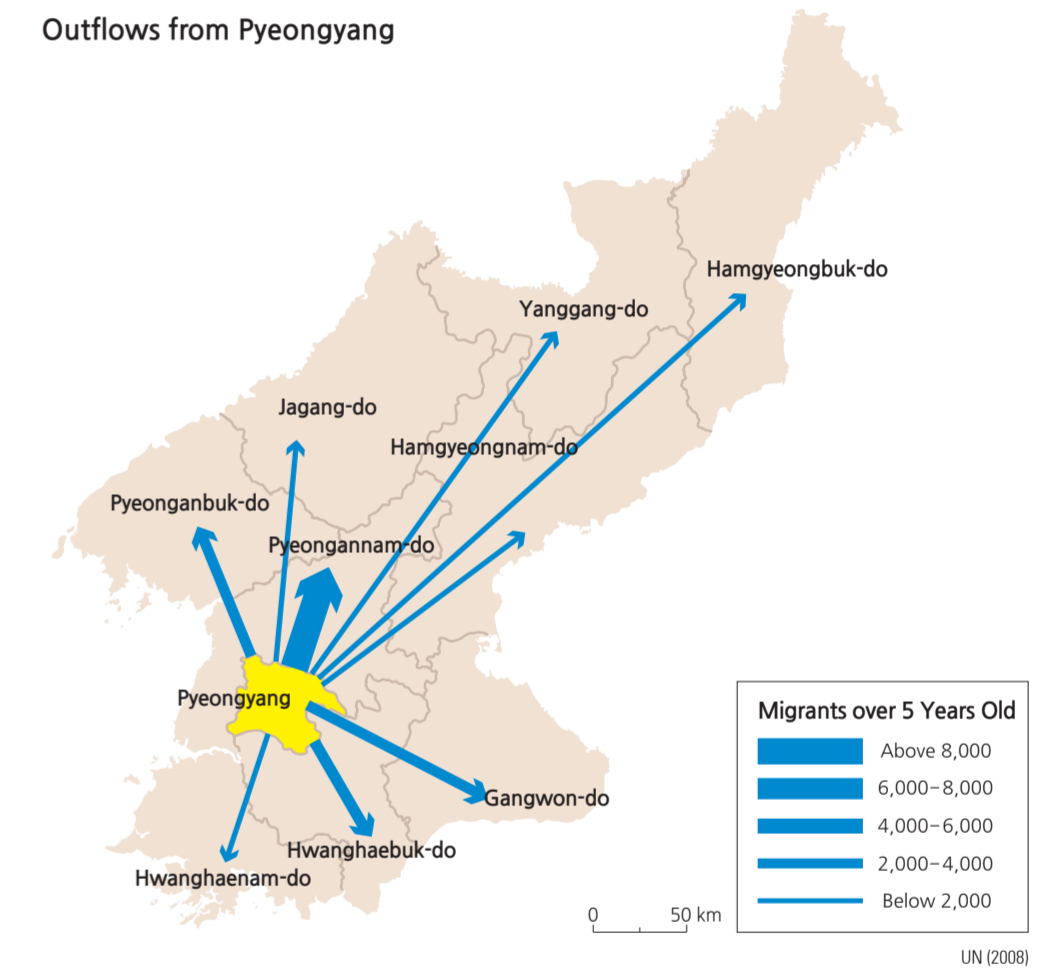 Outflows from Pyeongyang
Hamgyeongbuk-do
Yanggang-do
Jagang-do
Hamgyeongnam-do
Pyeonganbuk-do
Pyeongannam-do
Pyeongyang
Gangwon-do
Hwanghaebuk-do
Hwanghaenam-do
Migrants over 5 Years Old
Above 8,000
6,000–8,000
4,000–6,000
2,000–4,000
Below 2,000
0 50 km
UN (2008)